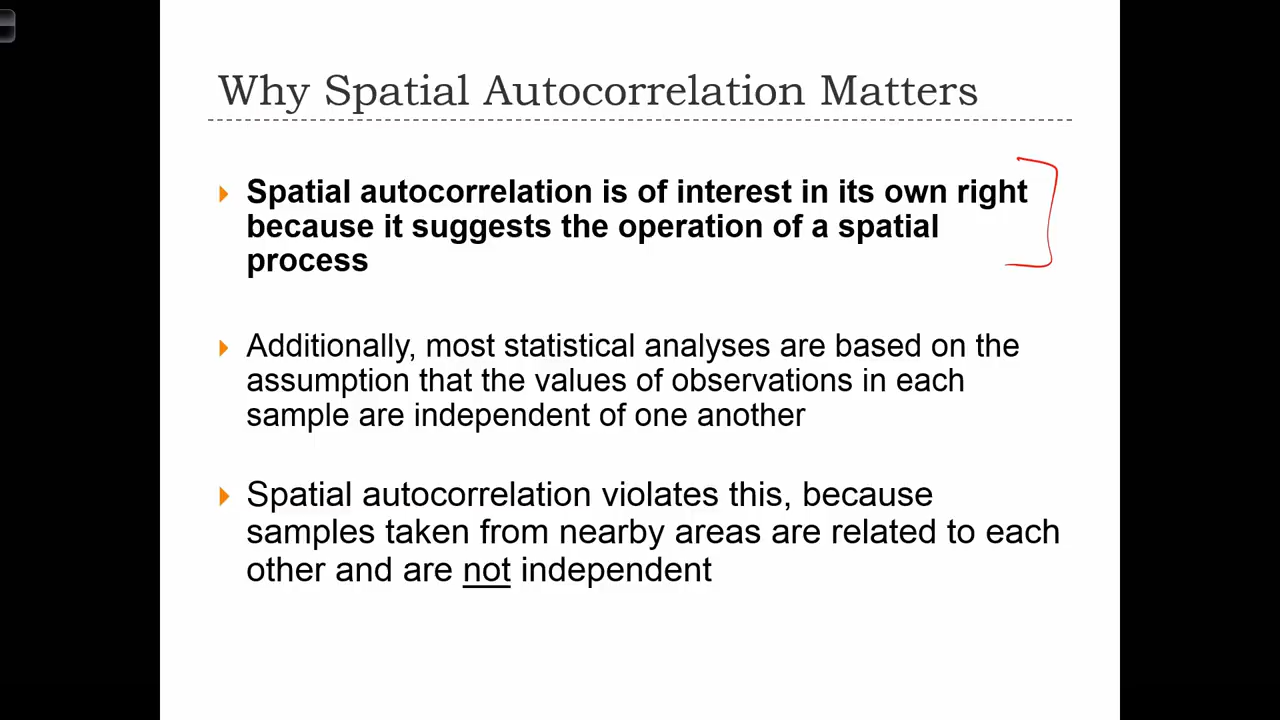 Why Spatial Autocorrelation Matters
Spatial autocorrelation is of interest in its own right
because it suggests the operation of a spatial
process
Additionally, most statistical analyses are based on the
assumption that the values of observations in each
sample are independent of one another
Spatial autocorrelation violates this, because
samples taken from nearby areas are related to each
other and are not independent